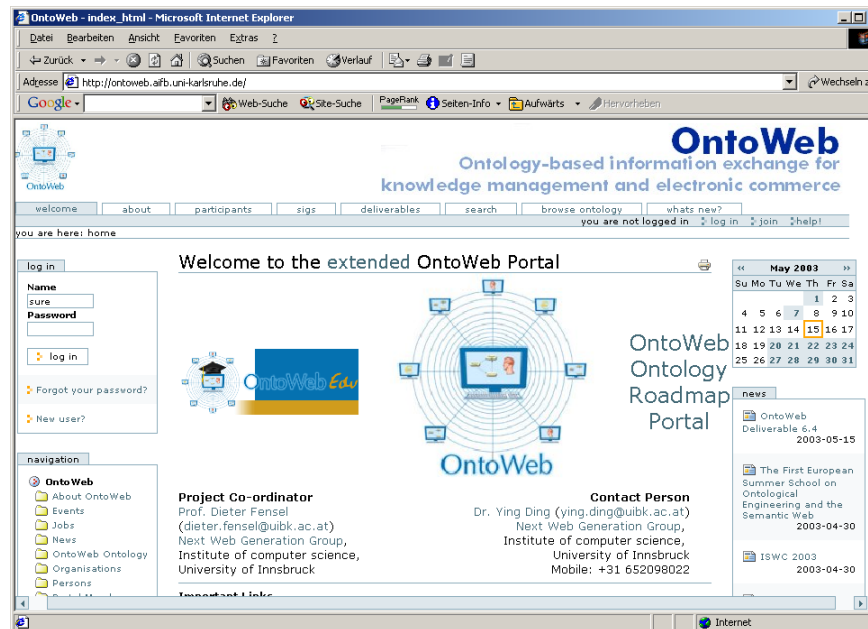 OntoWeb - index_html - Microsoft Internet Explorer
Datei Bearbeiten Ansicht Favoriten Extras ?
Zurück Suchen Favoriten Verlauf
Adresse http://ontoweb.aifb.uni-karlsruhe.de/ Wechseln z
Google Web-Suche Site-Suche PageRank Seiten-Info Aufwärts Hervorheben
OntoWeb
OntoWeb
Ontology-based information exchange for
knowledge management and electronic commerce
welcome about participants sigs deliverables search browse ontology whats new?
you are not logged in log in join help!
you are here: home
log in
Name
sure
Password
log in
Forgot your password?
New user?
navigation
OntoWeb
About OntoWeb
Events
Jobs
News
OntoWeb Ontology
Organisations
Persons
Welcome to the extended OntoWeb Portal
OntoWeb Edu
OntoWeb
OntoWeb
Ontology
Roadmap
Portal
Project Co-ordinator
Prof. Dieter Fensel
(dieter.fensel@uibk.ac.at)
Next Web Generation Group,
Institute of computer science,
University of Innsbruck
Contact Person
Dr. Ying Ding (ying.ding@uibk.ac.at)
Next Web Generation Group,
Institute of computer science,
University of Innsbruck
Mobile: +31 652098022
Important Links
« May 2003 »
Su Mo Tu We Th Fr Sa
1 2 3
4 5 6 7 8 9 10
11 12 13 14 15 16 17
18 19 20 21 22 23 24
25 26 27 28 29 30 31
news
OntoWeb
Deliverable 6.4
2003-05-15
The First European
Summer School on
Ontological
Engineering and the
Semantic Web
2003-04-30
ISWC 2003
2003-04-30
Internet